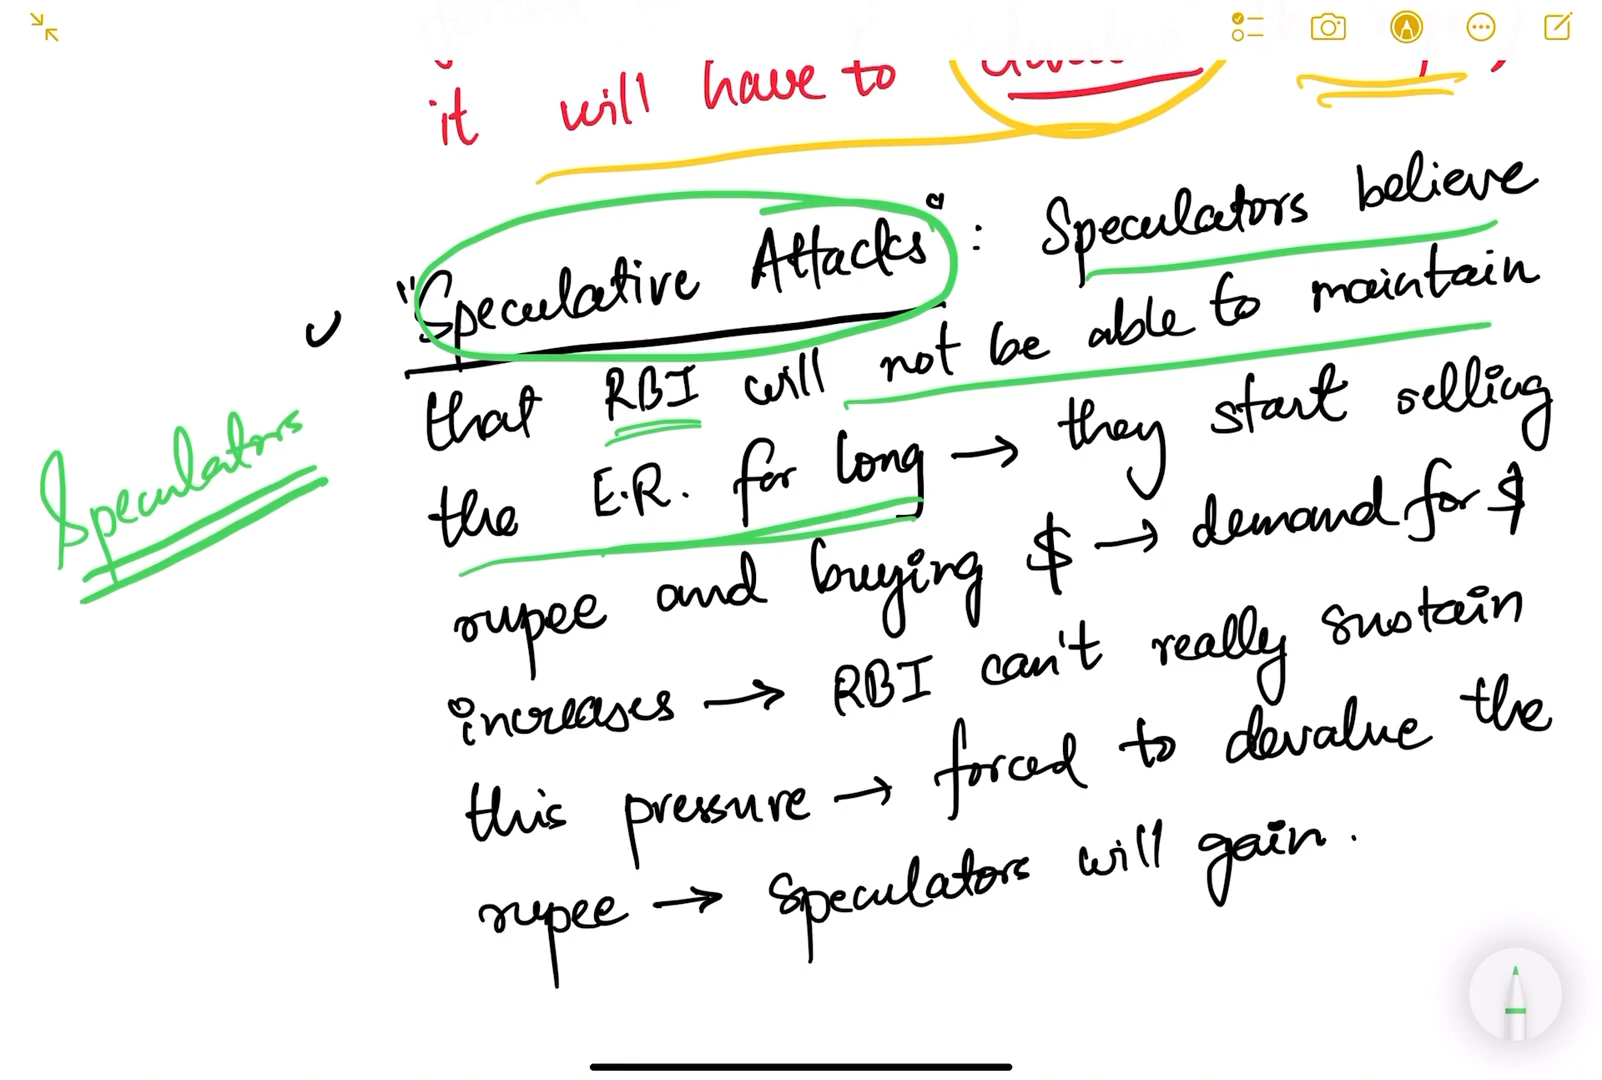 it will have to
"Speculative Attacks" : Speculators believe
that RBI will not be able to maintain
the E.R. for long → they start selling
rupee and buying $ → demand for $
increases → RBI can't really sustain
this pressure → forced to devalue the
rupee → Speculators will gain.
Speculators